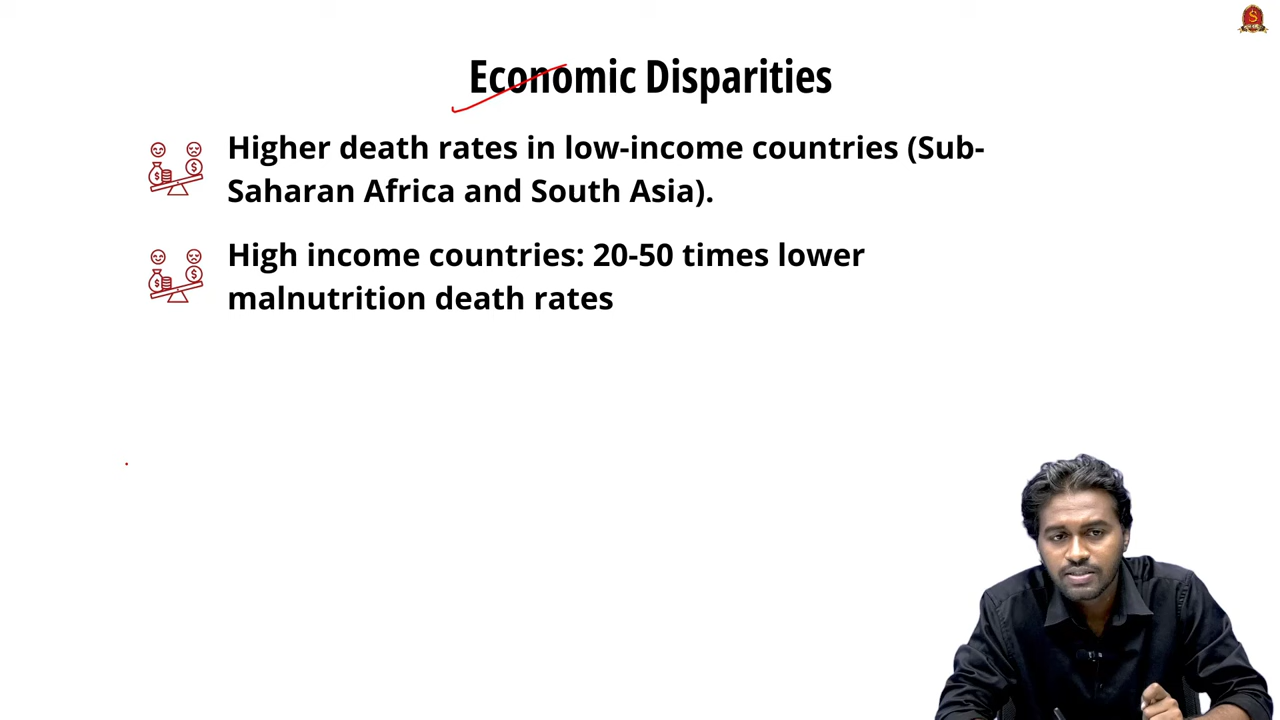 Economic Disparities
Higher death rates in low-income countries (Sub-
Saharan Africa and South Asia).
High income countries: 20-50 times lower
malnutrition death rates